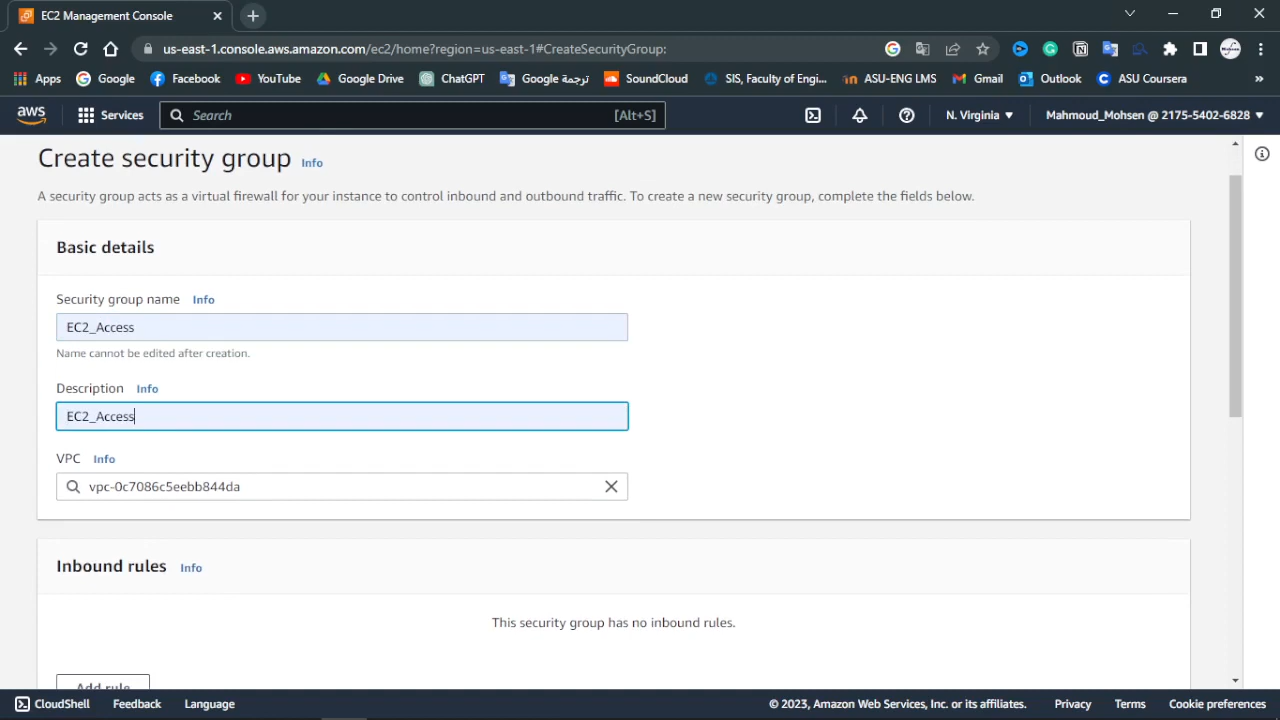 EC2 Management Console
us-east-1.console.aws.amazon.com/ec2/home?region=us-east-1#CreateSecurityGroup:
Apps Google Facebook YouTube Google Drive ChatGPT Google ترجمة SoundCloud SIS, Faculty of Engi... ASU-ENG LMS Gmail Outlook ASU Coursera »
aws Services Search [Alt+S] N. Virginia Mahmoud_Mohsen @ 2175-5402-6828
Create security group Info
A security group acts as a virtual firewall for your instance to control inbound and outbound traffic. To create a new security group, complete the fields below.
Basic details
Security group name Info
EC2_Access
Name cannot be edited after creation.
Description Info
EC2_Access
VPC Info
vpc-0c7086c5eebb844da
Inbound rules Info
This security group has no inbound rules.
Add rule
CloudShell Feedback Language © 2023, Amazon Web Services, Inc. or its affiliates. Privacy Terms Cookie preferences